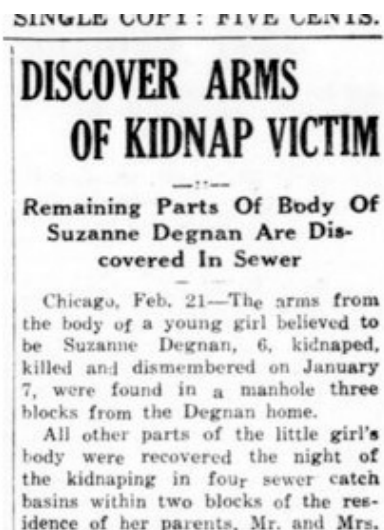 SINGLE COPY: FIVE CENTS.
DISCOVER ARMS
OF KIDNAP VICTIM
Remaining Parts Of Body Of
Suzanne Degnan Are Dis-
covered In Sewer
Chicago, Feb. 21—The arms from
the body of a young girl believed to
be Suzanne Degnan, 6, kidnaped,
killed and dismembered on January
7, were found in a manhole three
blocks from the Degnan home.
All other parts of the little girl's
body were recovered the night of
the kidnaping in four sewer catch
basins within two blocks of the res-
idence of her parents, Mr. and Mrs.